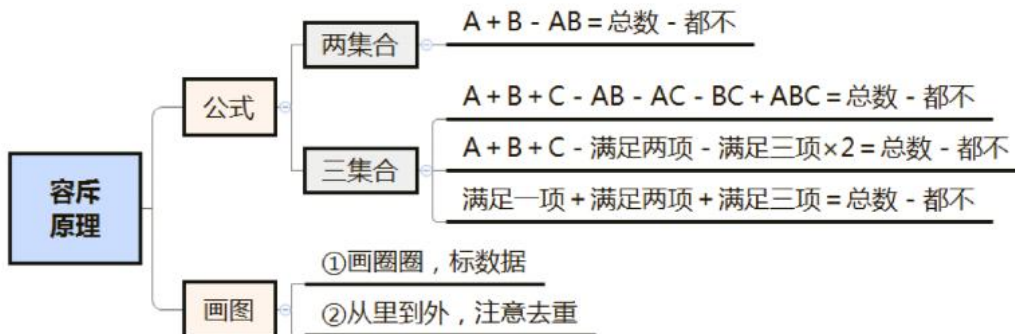 容斥
原理
公式
两集合
A + B - AB = 总数 - 都不
三集合
A + B + C - AB - AC - BC + ABC = 总数 - 都不
A + B + C - 满足两项 - 满足三项×2 = 总数 - 都不
满足一项 + 满足两项 + 满足三项 = 总数 - 都不
画图
①画圈圈，标数据
②从里到外，注意去重